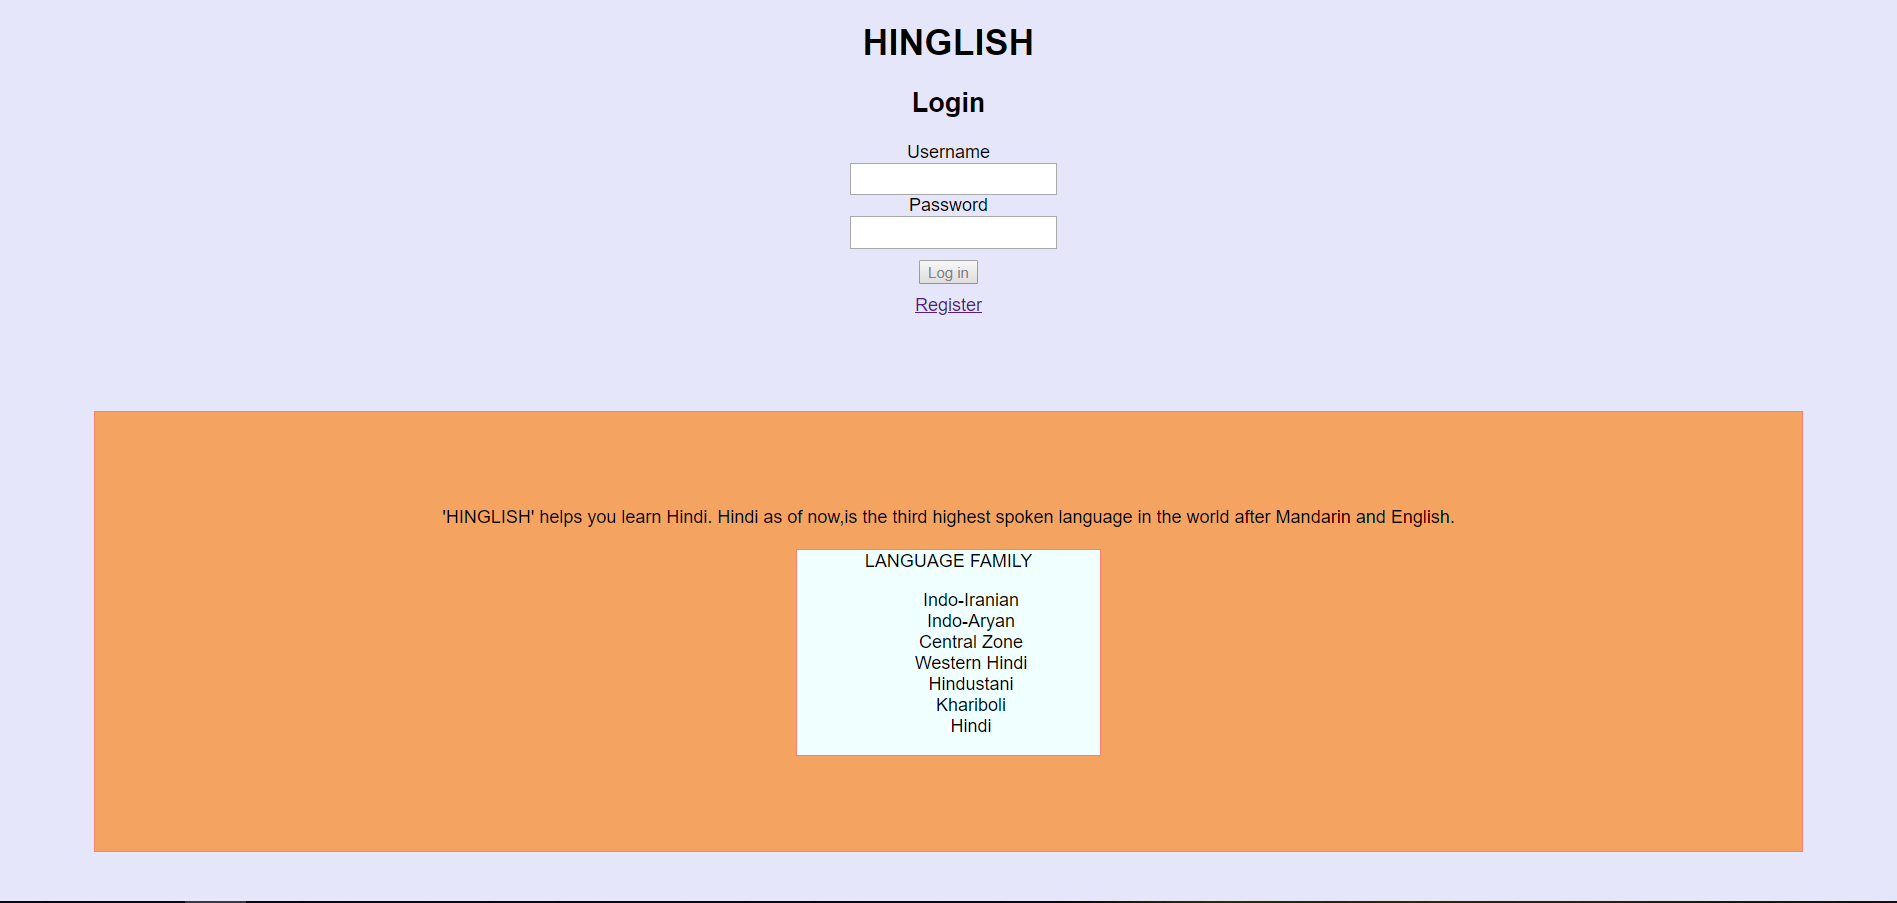 HINGLISH
Login
Username
Password
Log in
Register
'HINGLISH' helps you learn Hindi. Hindi as of now,is the third highest spoken language in the world after Mandarin and English.
LANGUAGE FAMILY
Indo-Iranian
Indo-Aryan
Central Zone
Western Hindi
Hindustani
Khariboli
Hindi